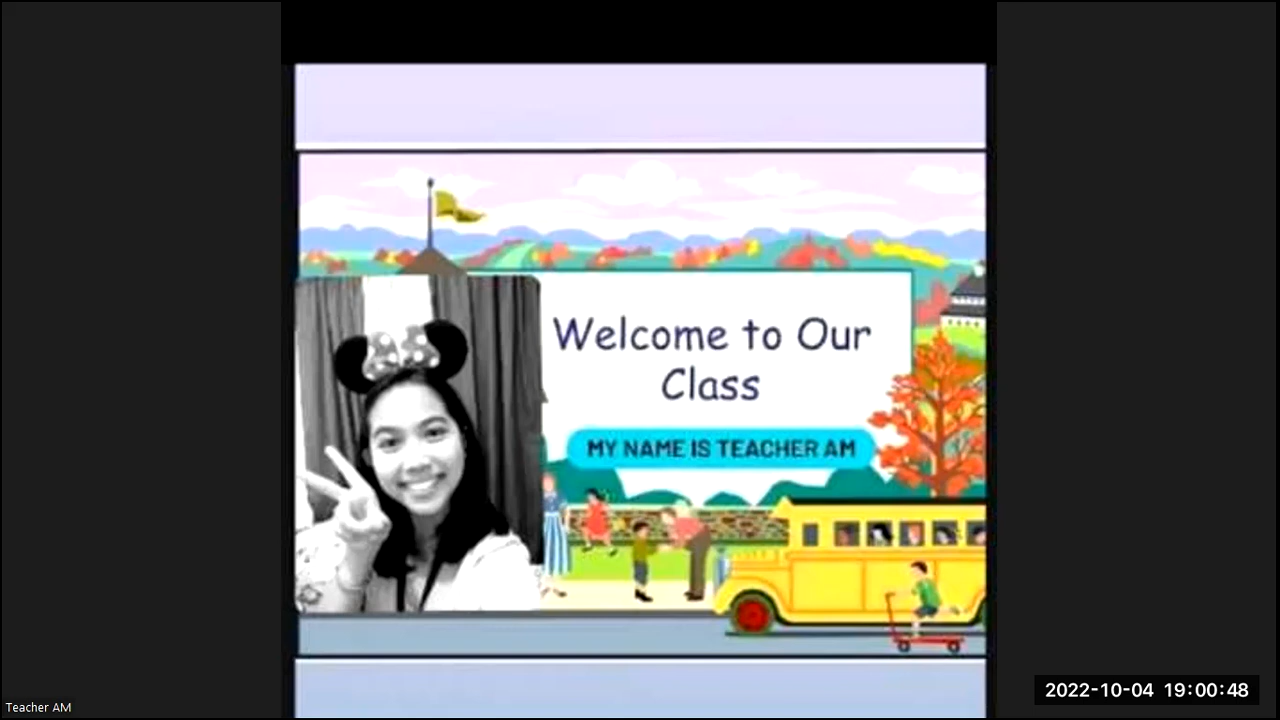 Welcome to Our
Class
MY NAME IS TEACHER AM
Teacher AM
2022-10-04 19:00:48